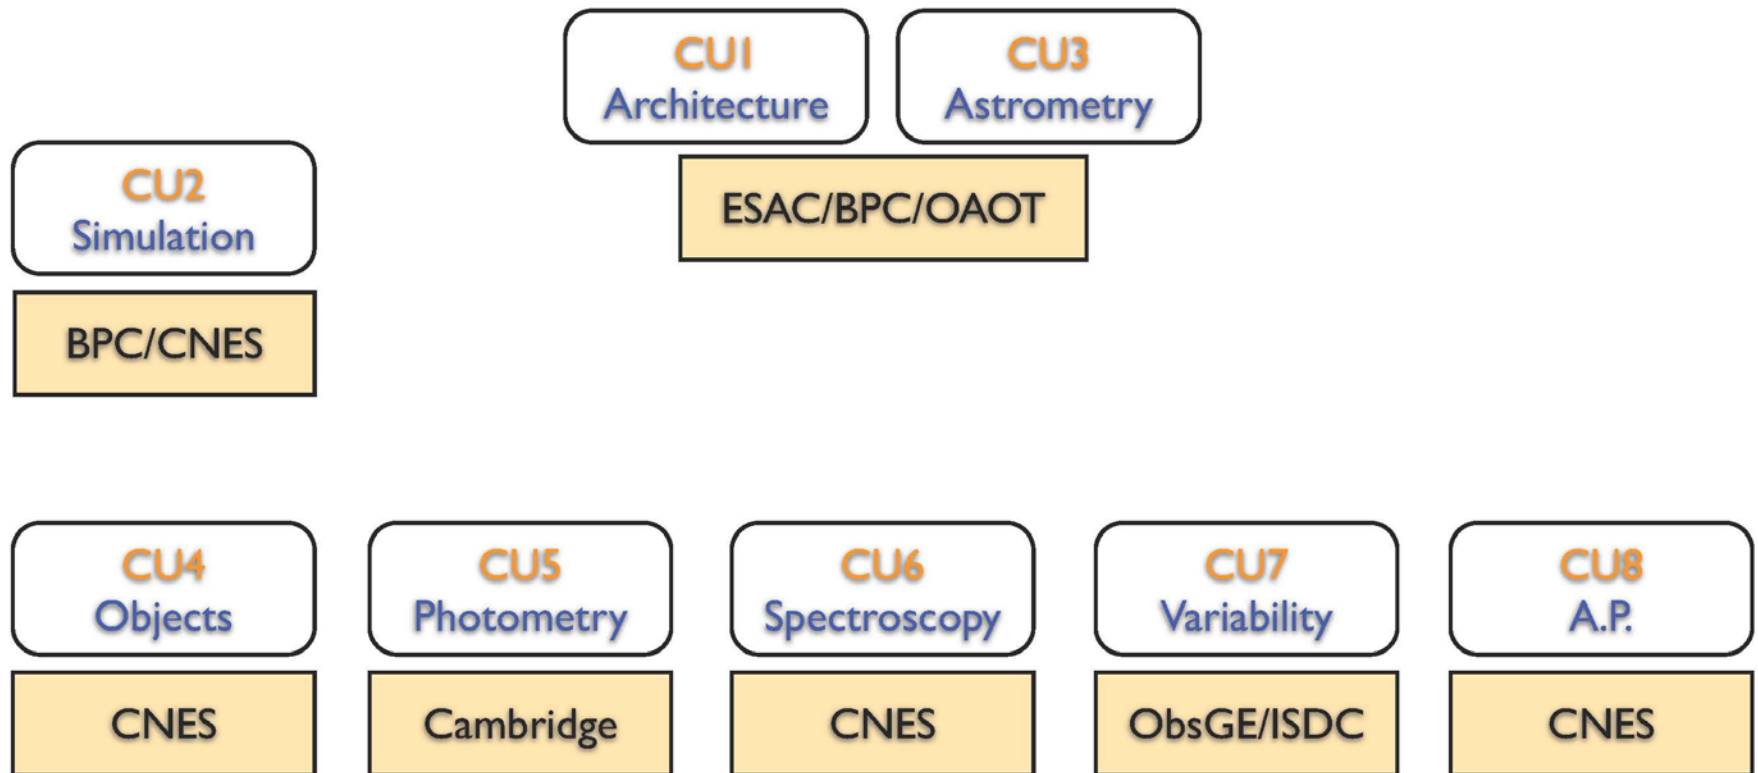 CU1
Architecture
CU3
Astrometry
ESAC/BPC/OAOT
CU2
Simulation
BPC/CNES
CU4
Objects
CNES
CU5
Photometry
Cambridge
CU6
Spectroscopy
CNES
CU7
Variability
ObsGE/ISDC
CU8
A.P.
CNES